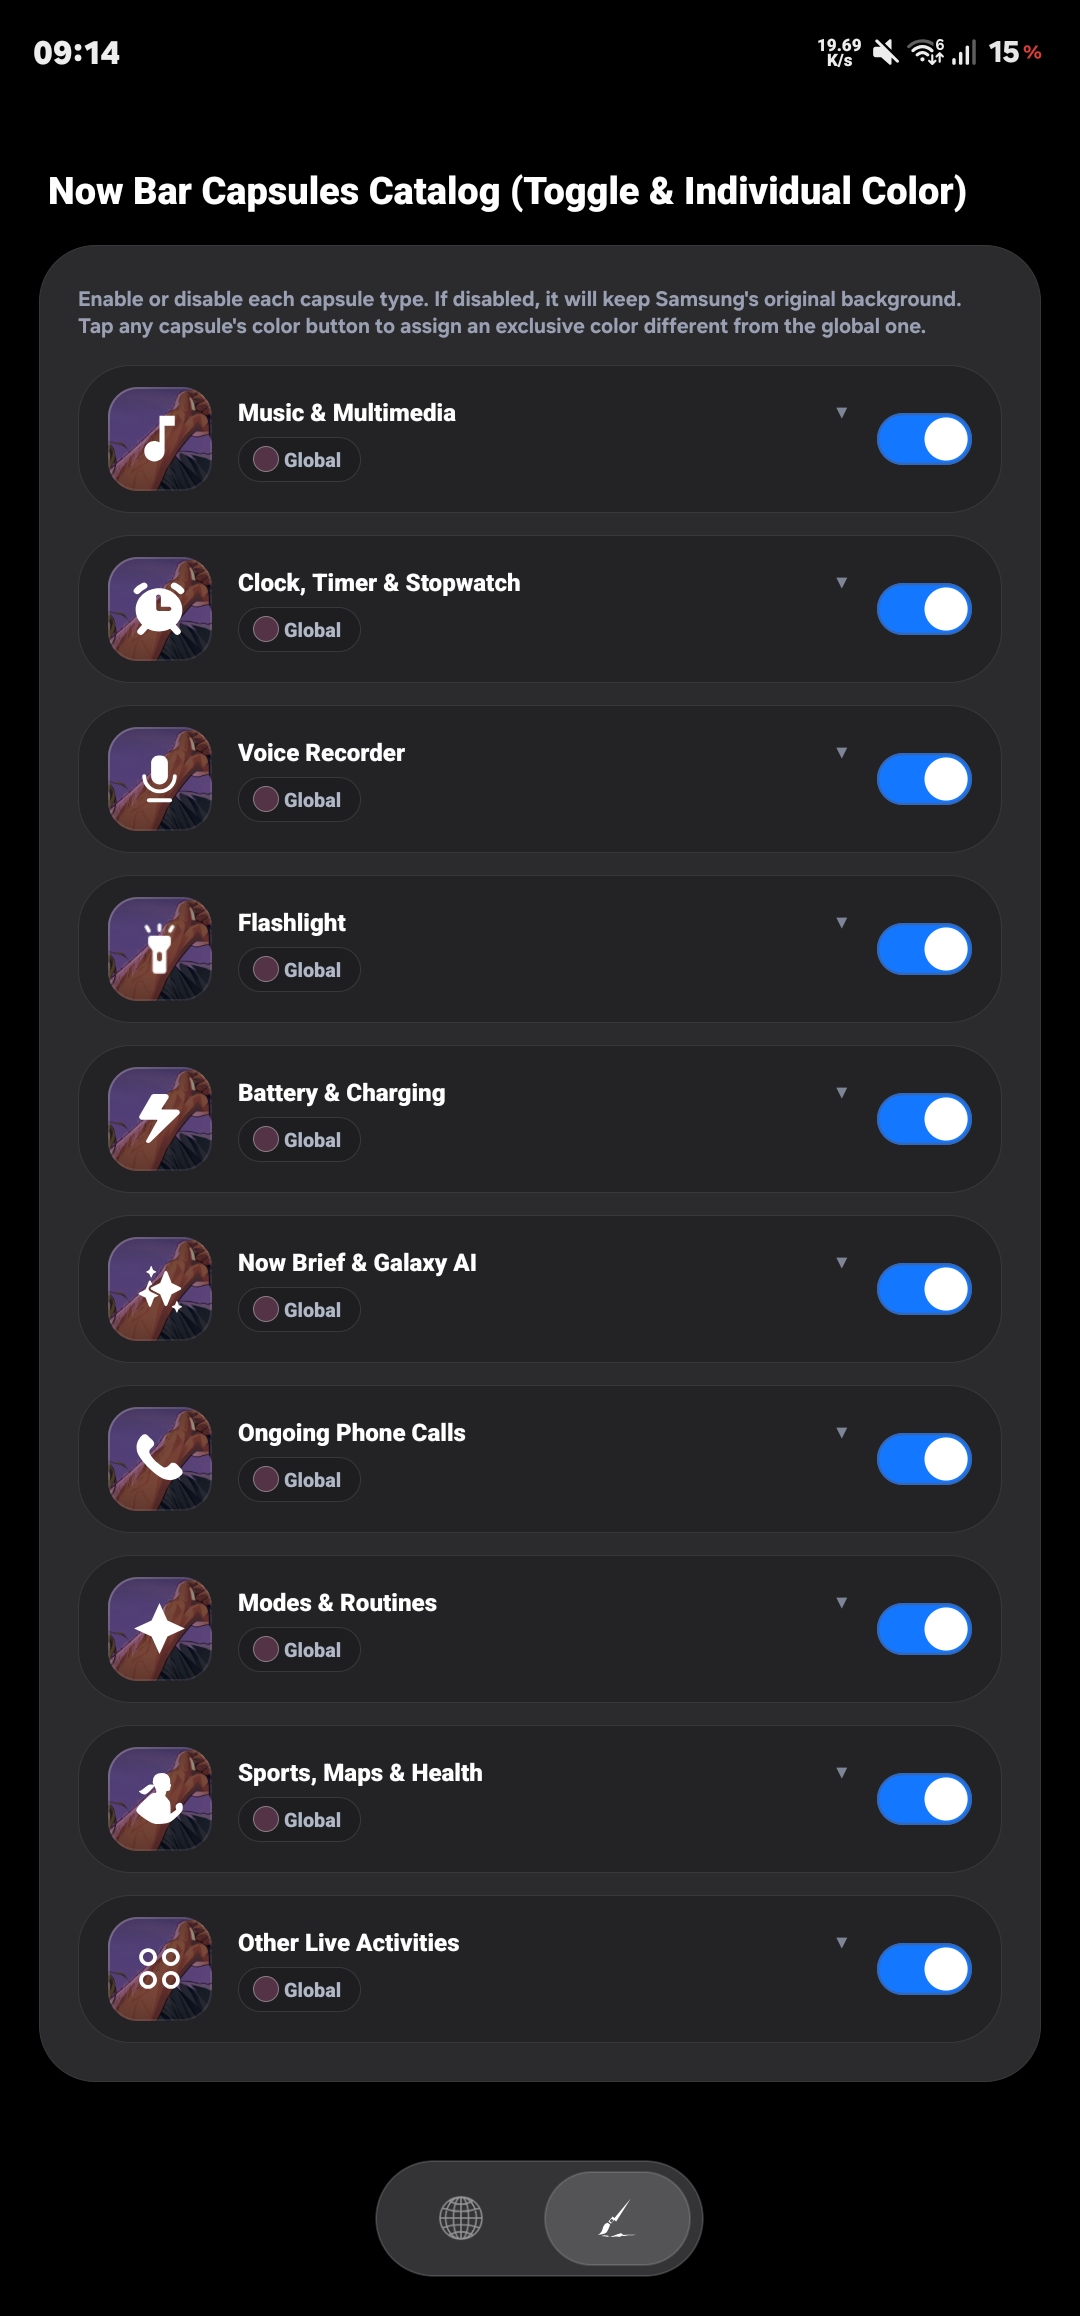 09:14
19.69
K/s
6
15%
Now Bar Capsules Catalog (Toggle & Individual Color)
Enable or disable each capsule type. If disabled, it will keep Samsung's original background.
Tap any capsule's color button to assign an exclusive color different from the global one.
Music & Multimedia
Global
Clock, Timer & Stopwatch
Global
Voice Recorder
Global
Flashlight
Global
Battery & Charging
Global
Now Brief & Galaxy AI
Global
Ongoing Phone Calls
Global
Modes & Routines
Global
Sports, Maps & Health
Global
Other Live Activities
Global